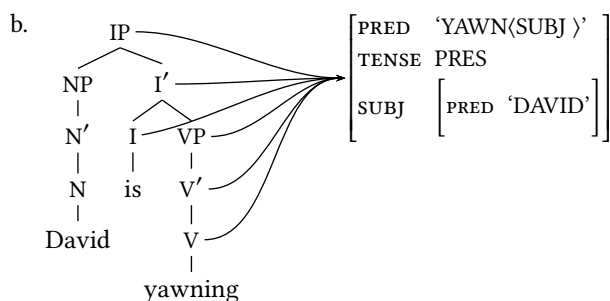 b. IP
NP I′
N′ I VP
N is V′
David V
yawning
PRED ‘YAWN⟨SUBJ ⟩’
TENSE PRES
SUBJ [PRED ‘DAVID’]